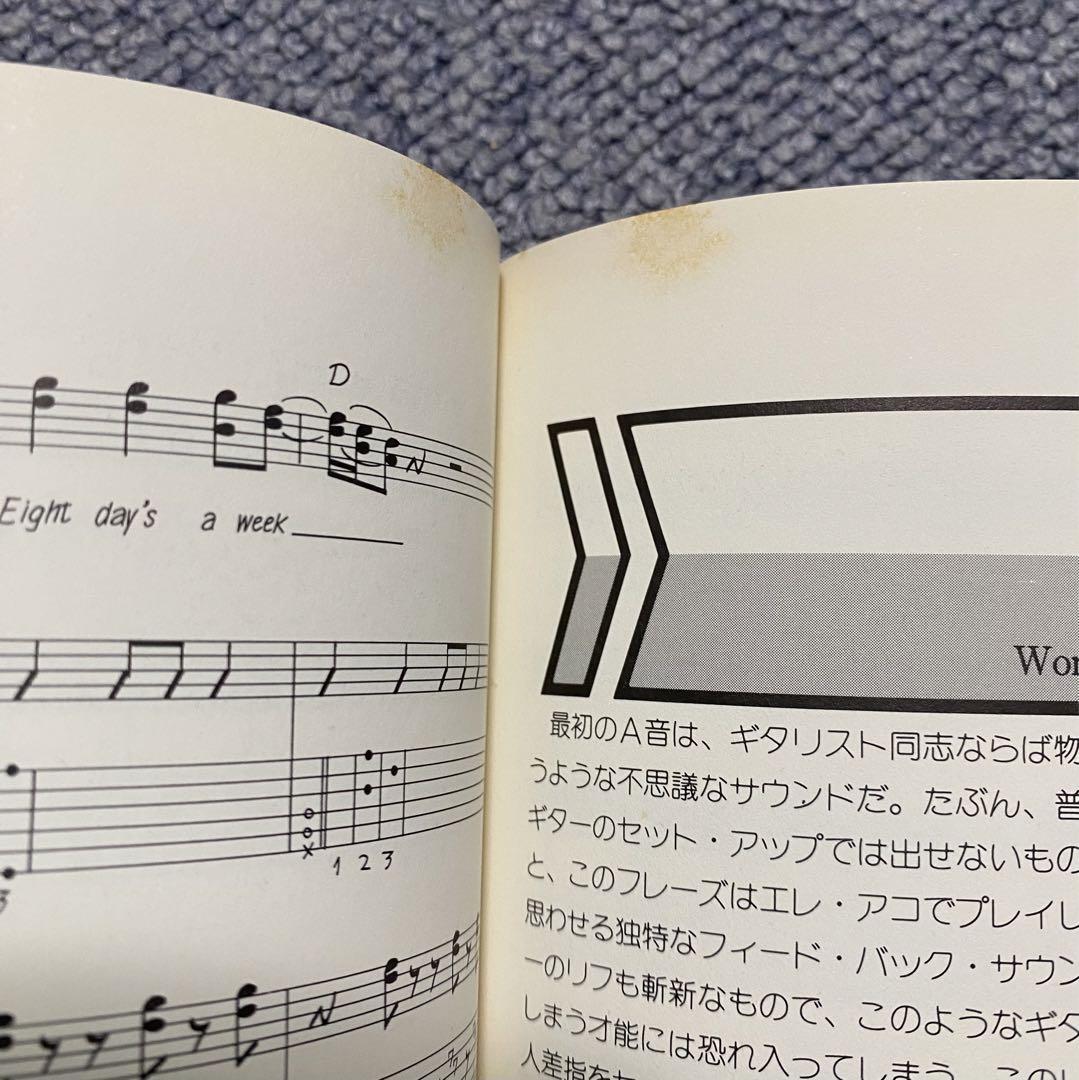 D
Eight day's a week
1 2 3
3
Wor
最初のA音は、ギタリスト同志ならば物
うような不思議なサウンドだ。たぶん、普
ギターのセット・アップでは出せないもの
と、このフレーズはエレ・アコでプレイし
思わせる独特なフィード・バック・サウン
ーのリフも斬新なもので、このようなギタ
しまう才能には恐れ入ってしまう。この
人差指を